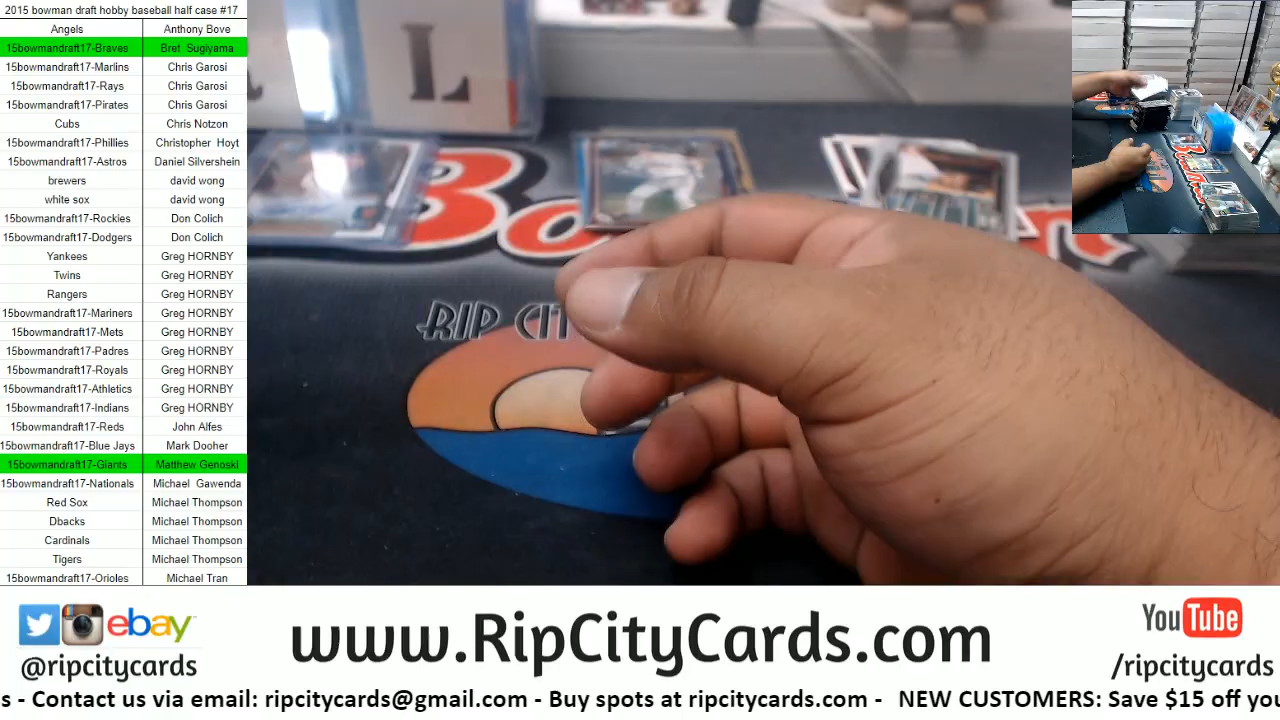 2015 bowman draft hobby baseball half case #17
Angels Anthony Bove
15bowmandraft17-Braves Bret Sugiyama
15bowmandraft17-Marlins Chris Garosi
15bowmandraft17-Rays Chris Garosi
15bowmandraft17-Pirates Chris Garosi
Cubs Chris Notzon
15bowmandraft17-Phillies Christopher Hoyt
15bowmandraft17-Astros Daniel Silvershein
brewers david wong
white sox david wong
15bowmandraft17-Rockies Don Colich
15bowmandraft17-Dodgers Don Colich
Yankees Greg HORNBY
Twins Greg HORNBY
Rangers Greg HORNBY
15bowmandraft17-Mariners Greg HORNBY
15bowmandraft17-Mets Greg HORNBY
15bowmandraft17-Padres Greg HORNBY
15bowmandraft17-Royals Greg HORNBY
15bowmandraft17-Athletics Greg HORNBY
15bowmandraft17-Indians Greg HORNBY
15bowmandraft17-Reds John Alfes
15bowmandraft17-Blue Jays Mark Dooher
15bowmandraft17-Giants Matthew Genoski
15bowmandraft17-Nationals Michael Gawenda
Red Sox Michael Thompson
Dbacks Michael Thompson
Cardinals Michael Thompson
Tigers Michael Thompson
15bowmandraft17-Orioles Michael Tran
L
RIP CIT
ebay
@ripcitycards
www.RipCityCards.com
YouTube
/ripcitycards
s - Contact us via email: ripcitycards@gmail.com - Buy spots at ripcitycards.com - NEW CUSTOMERS: Save $15 off you